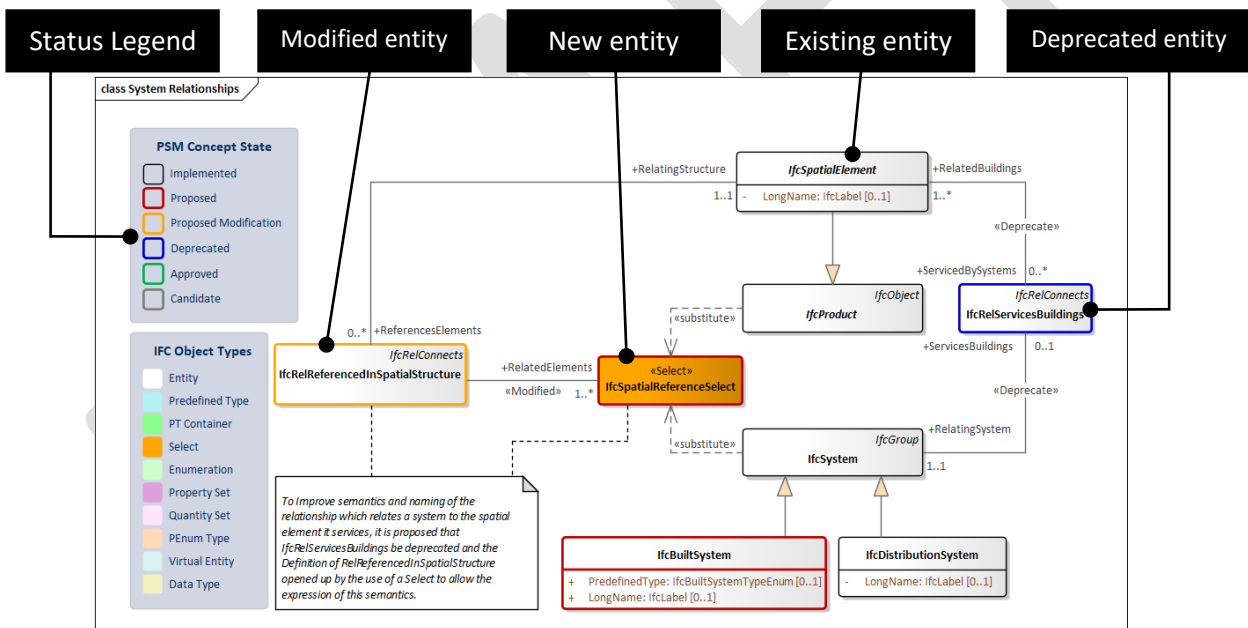 Status Legend
Modified entity
New entity
Existing entity
Deprecated entity
class System Relationships
PSM Concept State
Implemented
Proposed
Proposed Modification
Deprecated
Approved
Candidate
IFC Object Types
Entity
Predefined Type
PT Container
Select
Enumeration
Property Set
Quantity Set
PEnum Type
Virtual Entity
Data Type
+RelatingStructure
1..1
IfcSpatialElement
- LongName: IfcLabel [0..1]
+RelatedBuildings
1..*
«Deprecate»
+ServicedBySystems
0..*
IfcObject
IfcProduct
IfcRelConnects
IfcRelServicesBuildings
«substitute»
0..*
+ReferencesElements
IfcRelConnects
IfcRelReferencedInSpatialStructure
+RelatedElements
«Modified»
1..*
«Select»
IfcSpatialReferenceSelect
+ServicesBuildings
0..1
«Deprecate»
«substitute»
IfcGroup
IfcSystem
+RelatingSystem
1..1
To Improve semantics and naming of the
relationship which relates a system to the spatial
element it services, it is proposed that
IfcRelServicesBuildings be deprecated and the
Definition of RelReferencedInSpatialStructure
opened up by the use of a Select to allow the
expression of this semantics.
IfcBuiltSystem
+ PredefinedType: IfcBuiltSystemTypeEnum [0..1]
+ LongName: IfcLabel [0..1]
IfcDistributionSystem
- LongName: IfcLabel [0..1]